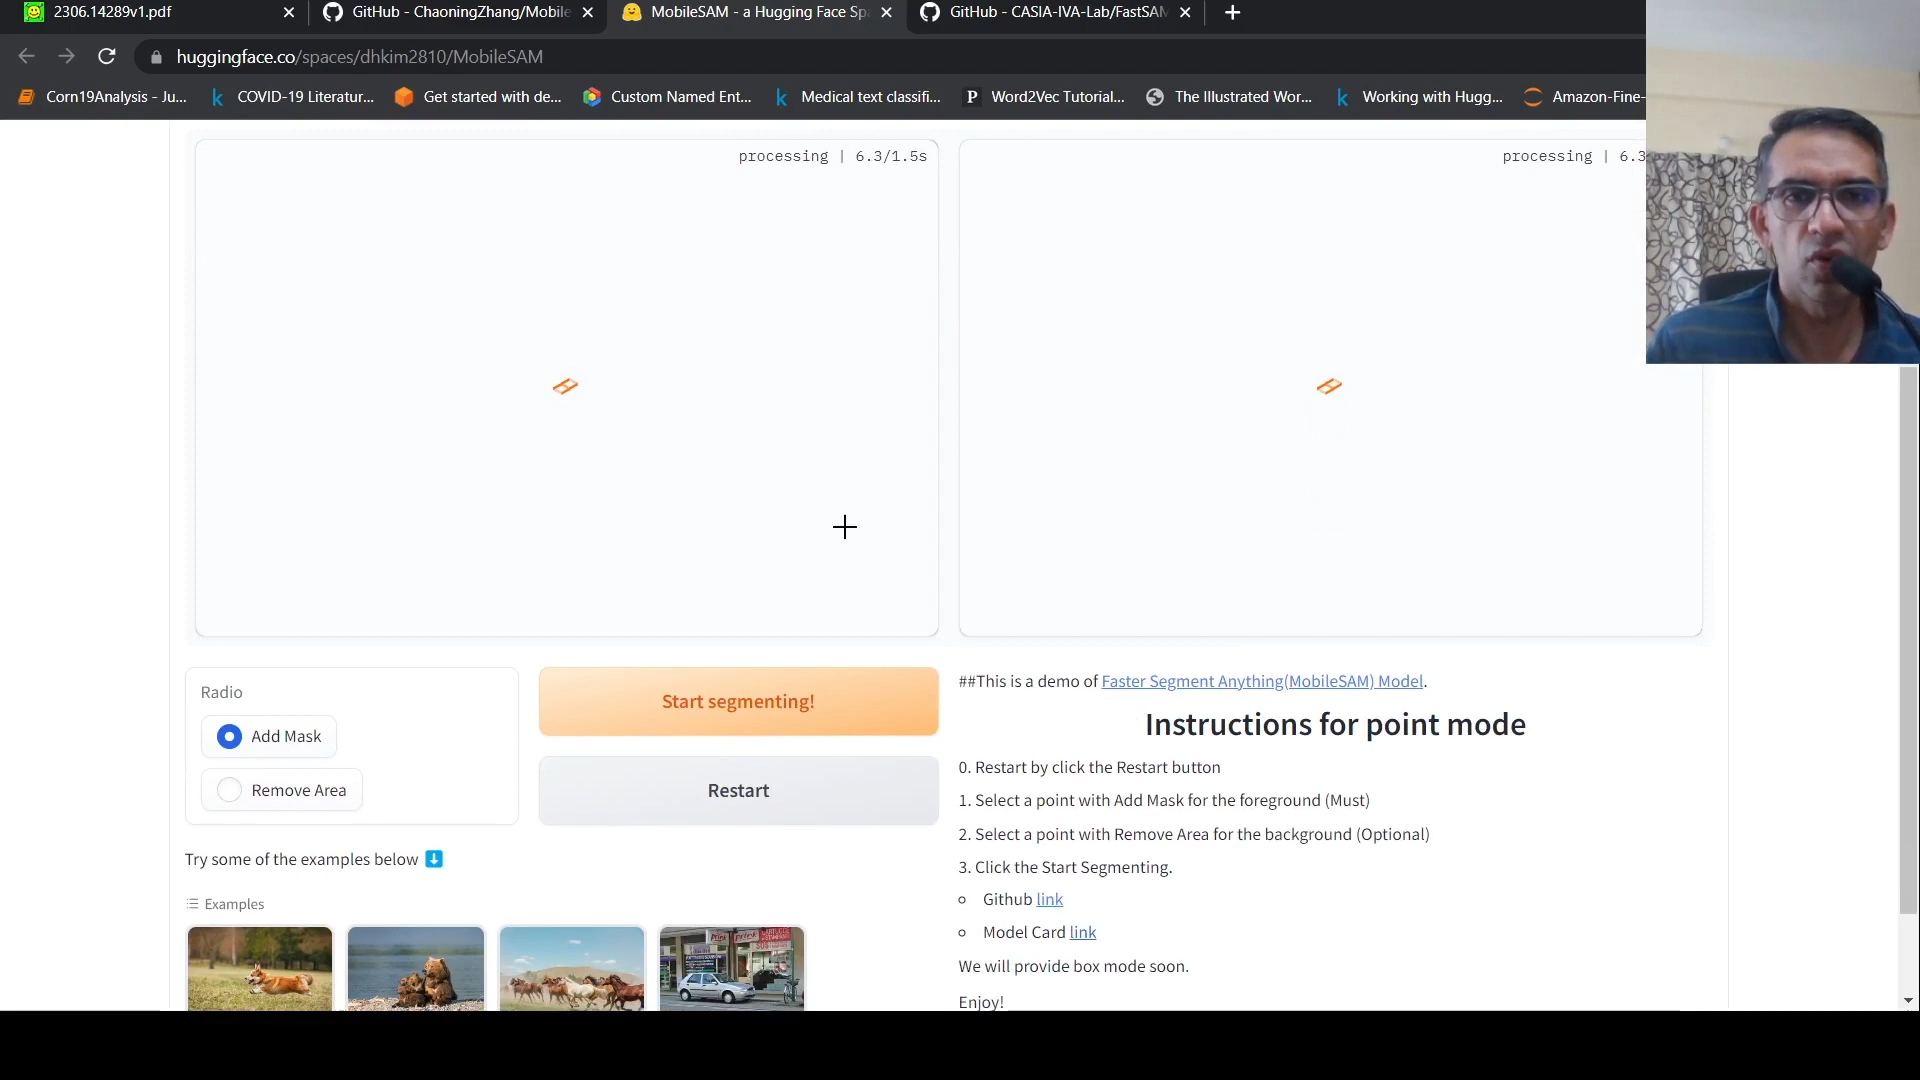 2306.14289v1.pdf
GitHub - ChaoningZhang/Mobile
MobileSAM - a Hugging Face Spa
GitHub - CASIA-IVA-Lab/FastSAM
huggingface.co/spaces/dhkim2810/MobileSAM
Corn19Analysis - Ju...
COVID-19 Literatur...
Get started with de...
Custom Named Ent...
Medical text classifi...
Word2Vec Tutorial...
The Illustrated Wor...
Working with Hugg...
Amazon-Fine-
processing | 6.3/1.5s
processing | 6.3
Radio
Add Mask
Remove Area
Start segmenting!
Restart
Try some of the examples below
Examples
##This is a demo of Faster Segment Anything(MobileSAM) Model.
Instructions for point mode
0. Restart by click the Restart button
1. Select a point with Add Mask for the foreground (Must)
2. Select a point with Remove Area for the background (Optional)
3. Click the Start Segmenting.
Github link
Model Card link
We will provide box mode soon.
Enjoy!